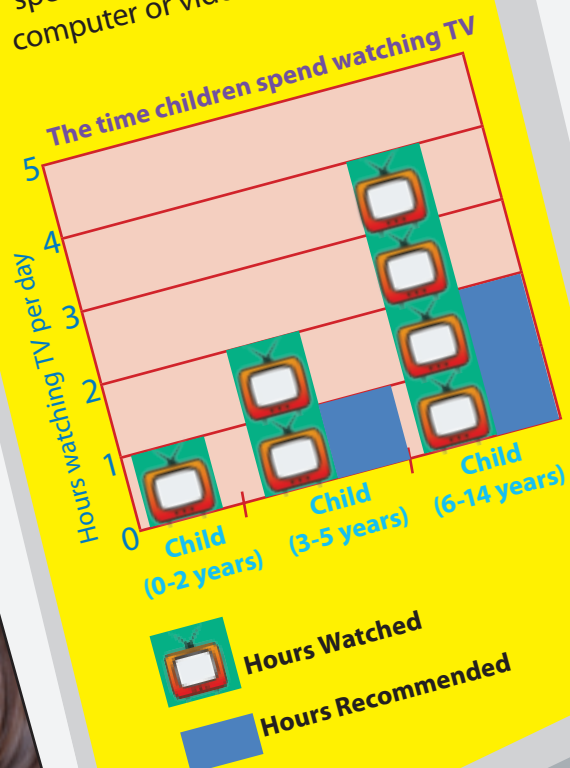 computer or
The time children spend watching TV
Hours watching TV per day
5
4
3
2
1
0
Child
(0-2 years)
Child
(3-5 years)
Child
(6-14 years)
Hours Watched
Hours Recommended